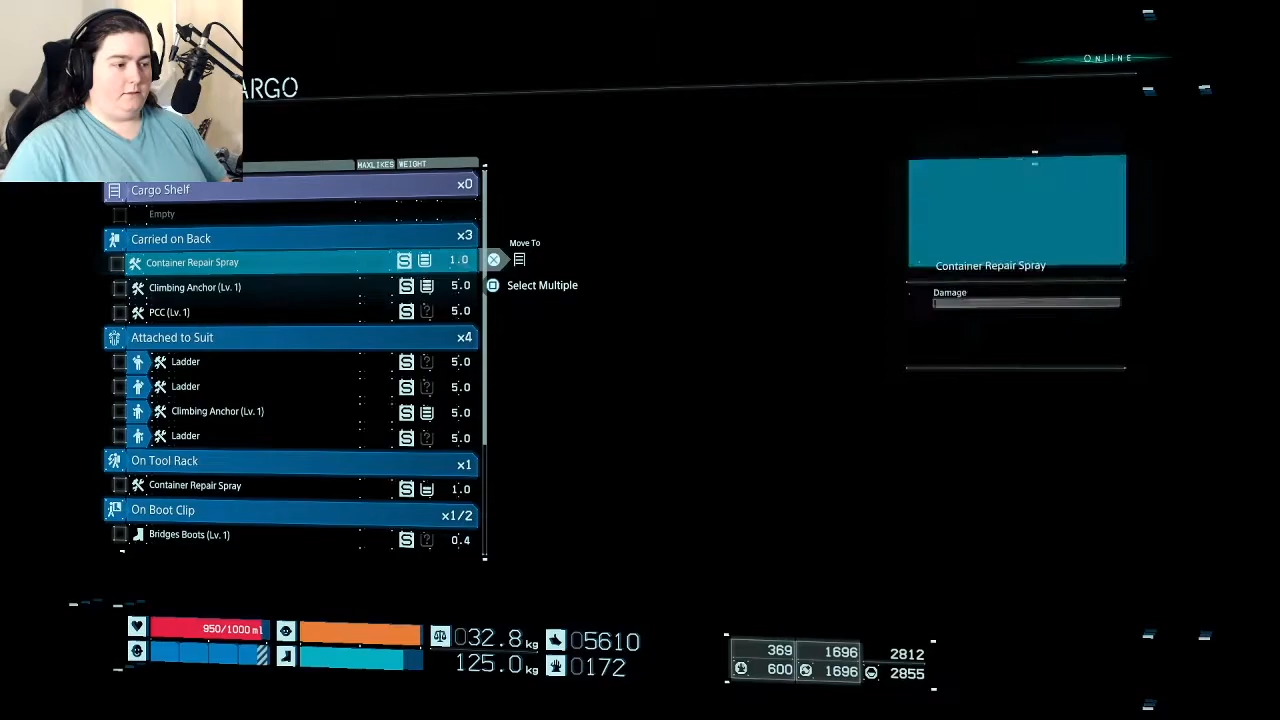 ONLINE
ARGO
MAXLIKES WEIGHT
Cargo Shelf x0
Empty
Carried on Back x3
Container Repair Spray S 1.0
Climbing Anchor (Lv. 1) S 5.0
PCC (Lv. 1) S ? 5.0
Attached to Suit x4
Ladder S ? 5.0
Ladder S ? 5.0
Climbing Anchor (Lv. 1) S 5.0
Ladder S ? 5.0
On Tool Rack x1
Container Repair Spray S 1.0
On Boot Clip x1/2
Bridges Boots (Lv. 1) S ? 0.4
Move To
Select Multiple
Container Repair Spray
Damage
950/1000 ml
032.8 kg 05610
125.0 kg 0172
369 1696 2812
600 1696 2855